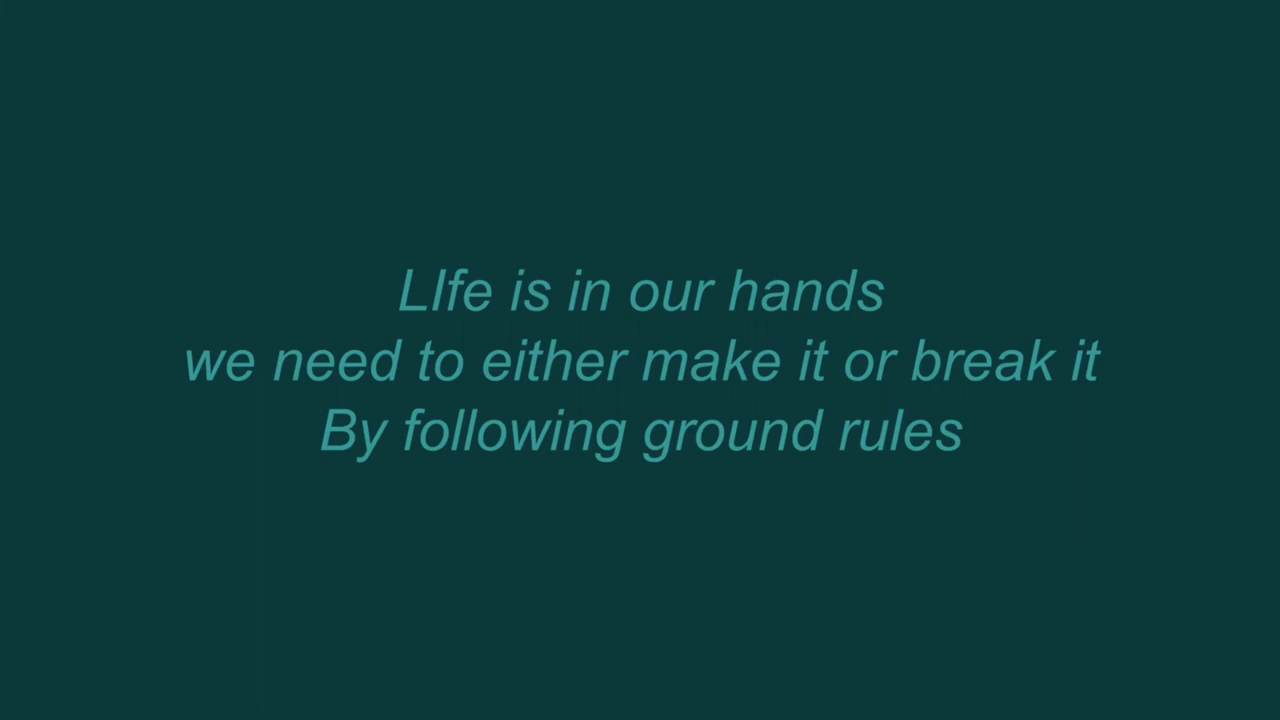 LIfe is in our hands
we need to either make it or break it
By following ground rules